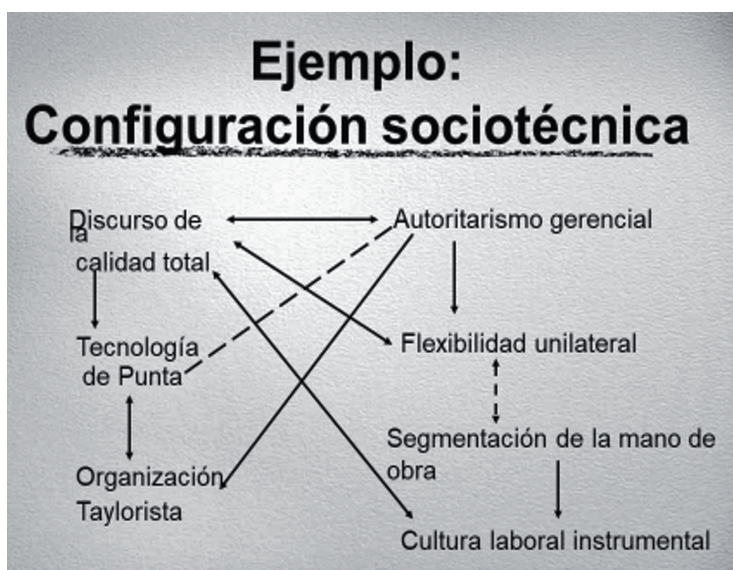 Ejemplo:
Configuración sociotécnica
Discurso de
la
calidad total
Autoritarismo gerencial
Tecnología
de Punta
Flexibilidad unilateral
Segmentación de la mano de
obra
Organización
Taylorista
Cultura laboral instrumental